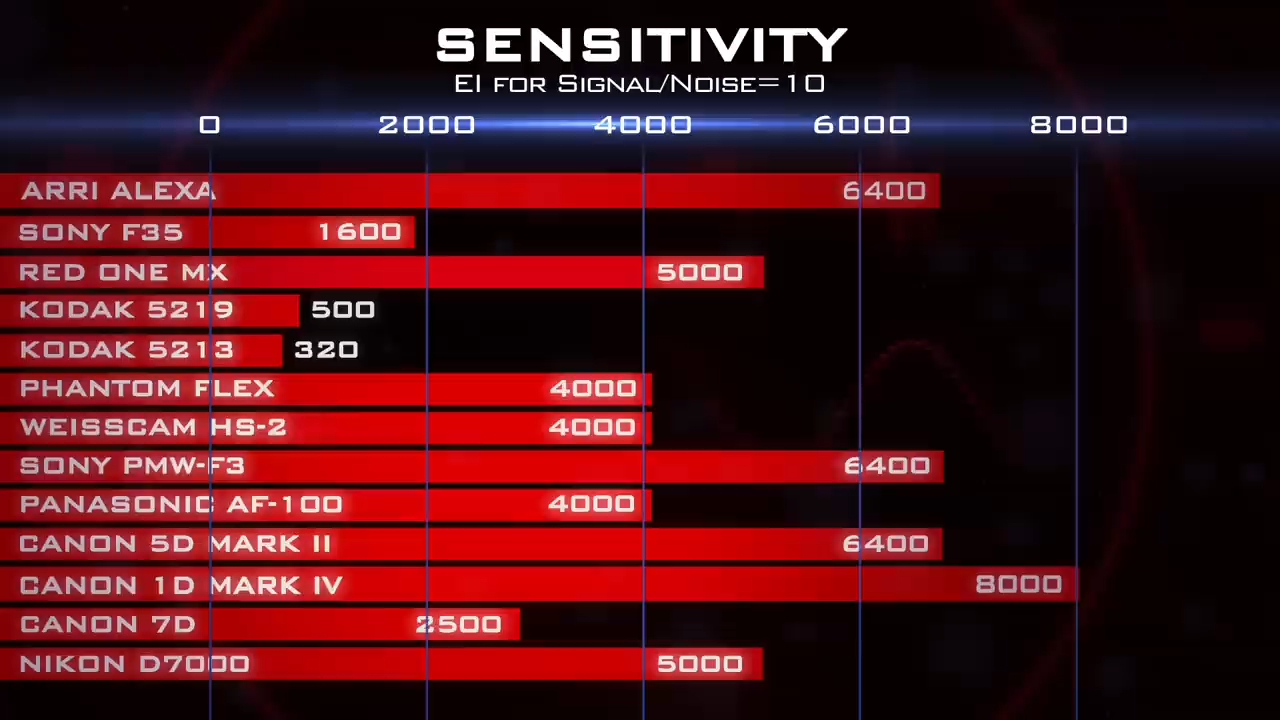 SENSITIVITY
EI FOR SIGNAL/NOISE=10
0 2000 4000 6000 8000
ARRI ALEXA 6400
SONY F35 1600
RED ONE MX 5000
KODAK 5219 500
KODAK 5213 320
PHANTOM FLEX 4000
WEISSCAM HS-2 4000
SONY PMW-F3 6400
PANASONIC AF-100 4000
CANON 5D MARK II 6400
CANON 1D MARK IV 8000
CANON 7D 2500
NIKON D7000 5000